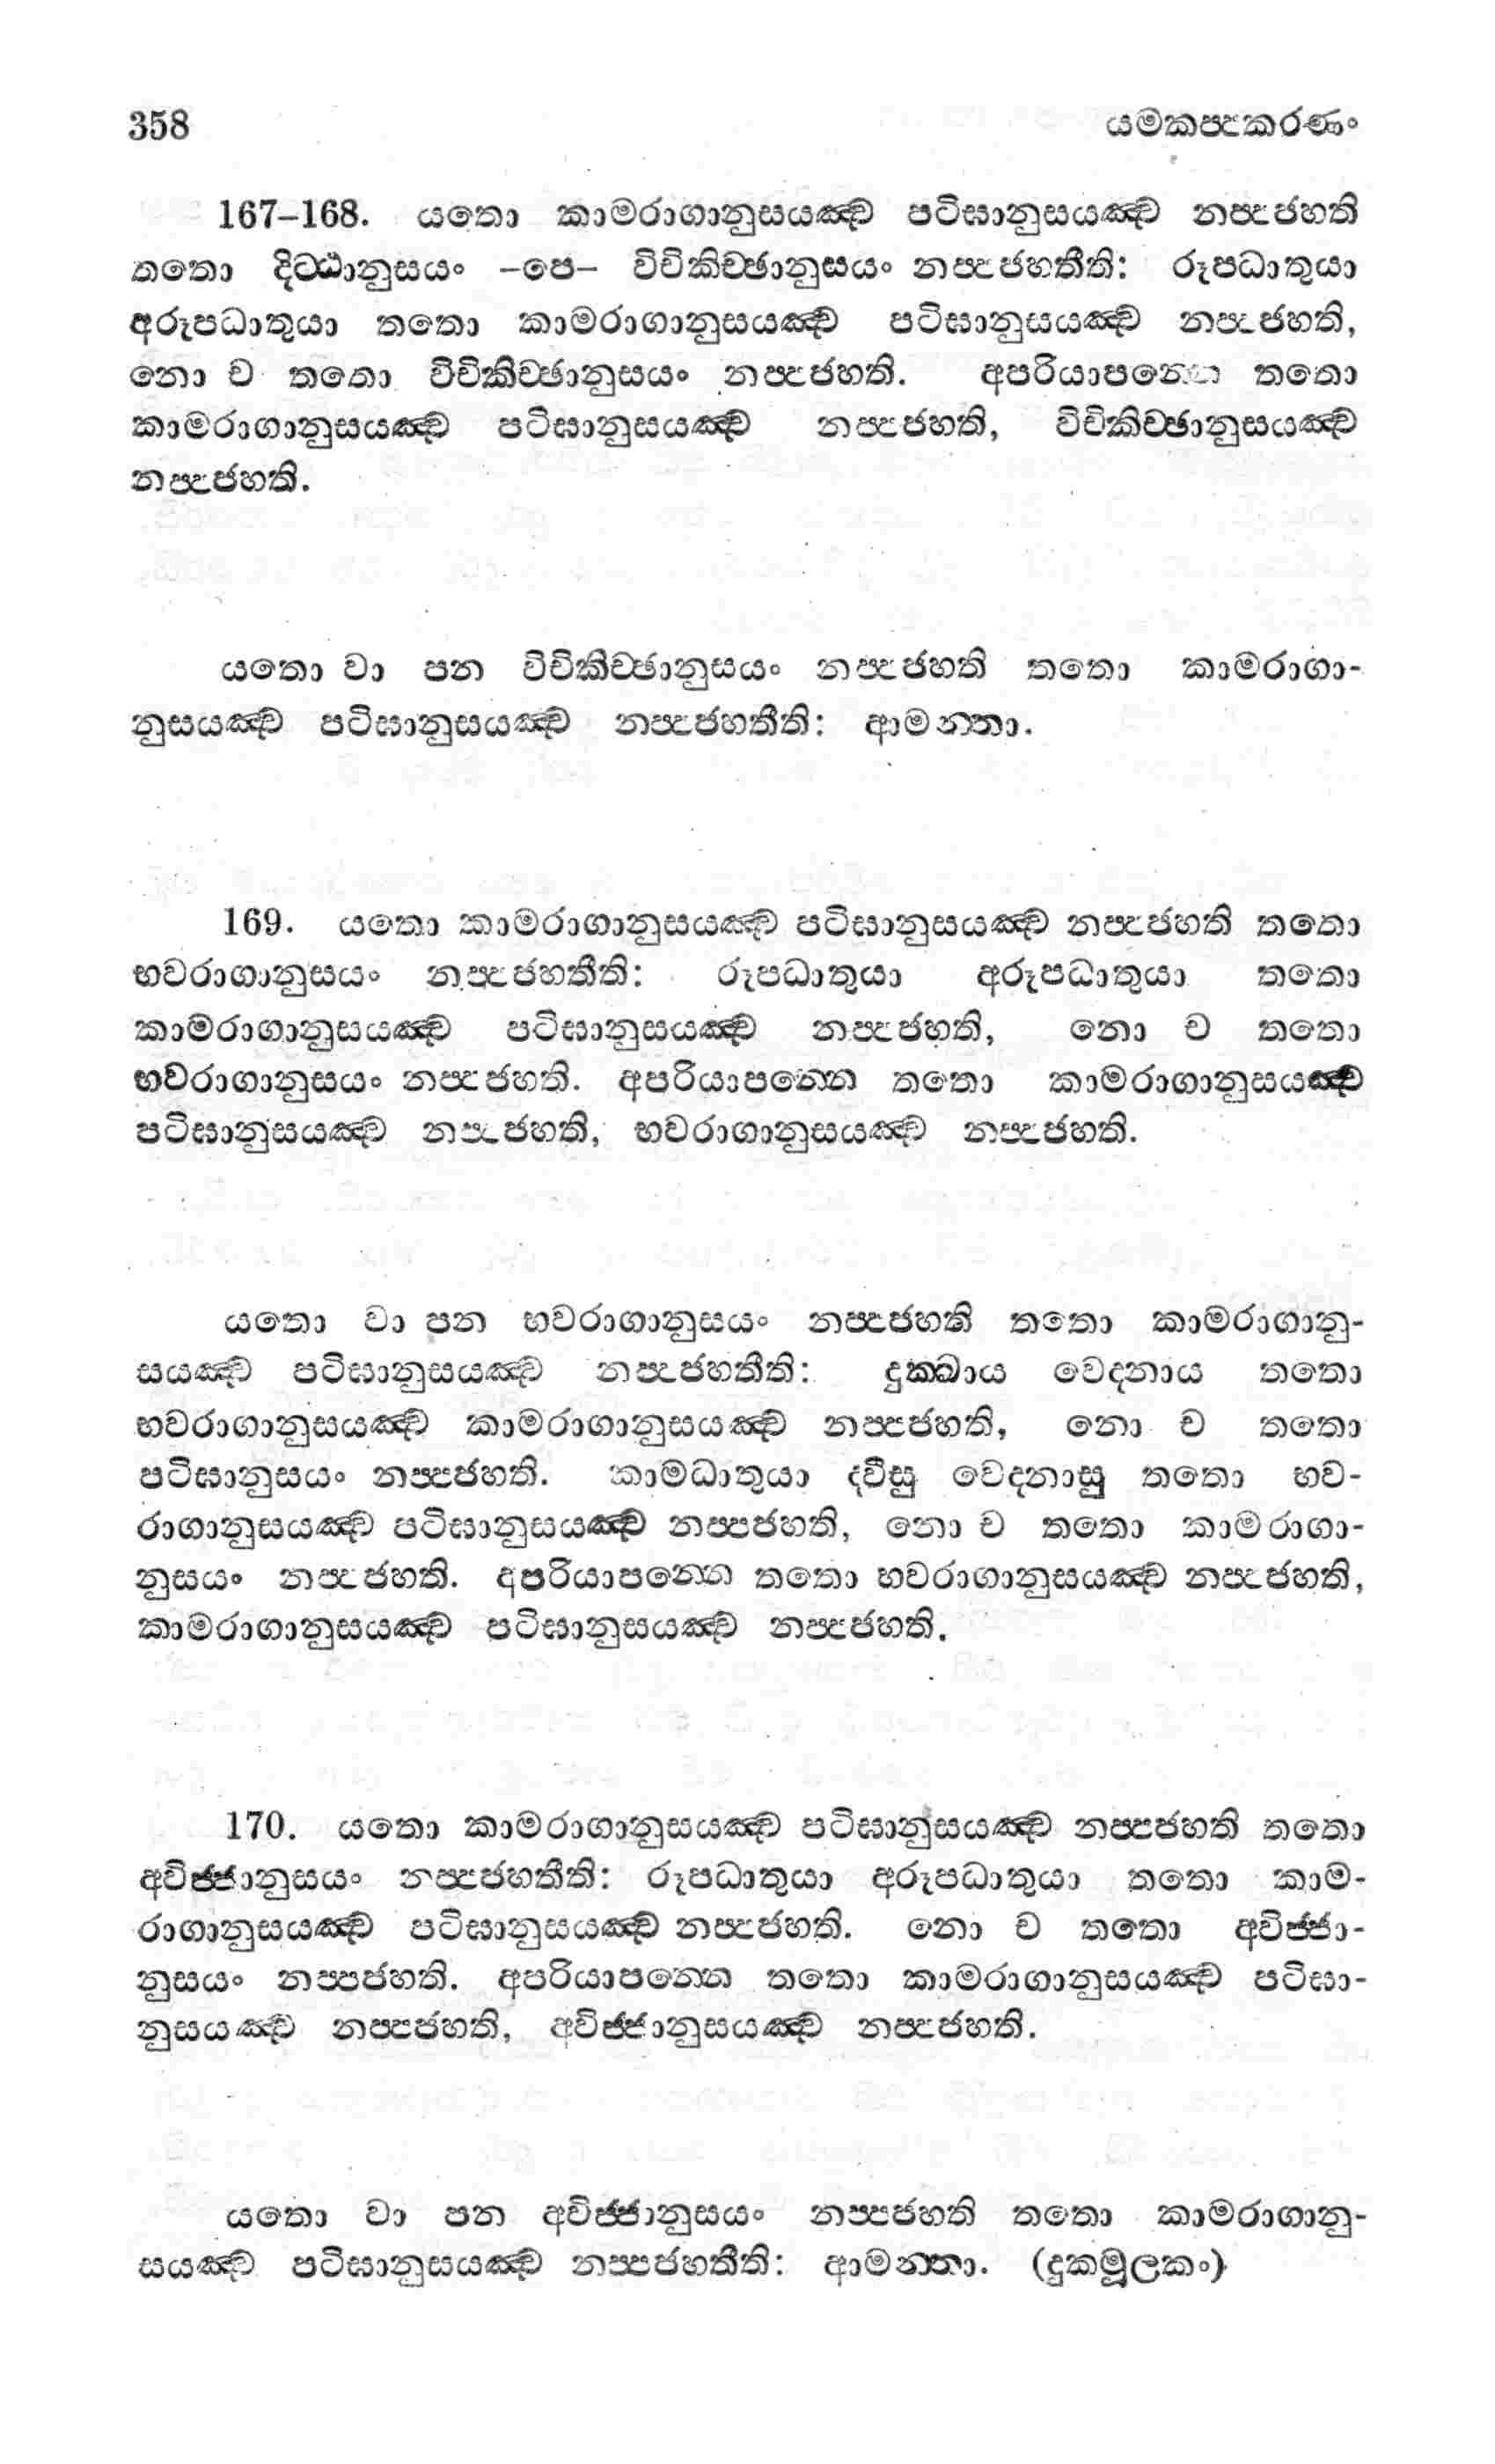 358 යමකප්පකරණං
167–168. යතො කාමරාගානුසයඤ්ච පටිඝානුසයඤ්ච නප්පජහති
තතො දිට්ඨානුසයං –පෙ– විචිකිච්ඡානුසයං නප්පජහතීති: රූපධාතුයා
අරූපධාතුයා තතො කාමරාගානුසයඤ්ච පටිඝානුසයඤ්ච නප්පජහති,
නො ච තතො විචිකිච්ඡානුසයං නප්පජහති. අපරියාපන්නෙ තතො
කාමරාගානුසයඤ්ච පටිඝානුසයඤ්ච නප්පජහති, විචිකිච්ඡානුසයඤ්ච
නප්පජහති.
යතො වා පන විචිකිච්ඡානුසයං නප්පජහති තතො කාමරාගා-
නුසයඤ්ච පටිඝානුසයඤ්ච නප්පජහතීති: ආමන්තා.
169. යතො කාමරාගානුසයඤ්ච පටිඝානුසයඤ්ච නප්පජහති තතො
භවරාගානුසයං නප්පජහතීති: රූපධාතුයා අරූපධාතුයා තතො
කාමරාගානුසයඤ්ච පටිඝානුසයඤ්ච නප්පජහති, නො ච තතො
භවරාගානුසයං නප්පජහති. අපරියාපන්නෙ තතො කාමරාගානුසයඤ්ච
පටිඝානුසයඤ්ච නප්පජහති, භවරාගානුසයඤ්ච නප්පජහති.
යතො වා පන භවරාගානුසයං නප්පජහති තතො කාමරාගානු-
සයඤ්ච පටිඝානුසයඤ්ච නප්පජහතීති: දුක්ඛාය වෙදනාය තතො
භවරාගානුසයඤ්ච කාමරාගානුසයඤ්ච නප්පජහති, නො ච තතො
පටිඝානුසයං නප්පජහති. කාමධාතුයා ද්වීසු වෙදනාසු තතො භව-
රාගානුසයඤ්ච පටිඝානුසයඤ්ච නප්පජහති, නො ච තතො කාමරාගා-
නුසයං නප්පජහති. අපරියාපන්නෙ තතො භවරාගානුසයඤ්ච නප්පජහති,
කාමරාගානුසයඤ්ච පටිඝානුසයඤ්ච නප්පජහති.
170. යතො කාමරාගානුසයඤ්ච පටිඝානුසයඤ්ච නප්පජහති තතො
අවිජ්ජානුසයං නප්පජහතීති: රූපධාතුයා අරූපධාතුයා තතො කාම-
රාගානුසයඤ්ච පටිඝානුසයඤ්ච නප්පජහති. නො ච තතො අවිජ්ජා-
නුසයං නප්පජහති. අපරියාපන්නෙ තතො කාමරාගානුසයඤ්ච පටිඝා-
නුසයඤ්ච නප්පජහති, අවිජ්ජානුසයඤ්ච නප්පජහති.
යතො වා පන අවිජ්ජානුසයං නප්පජහති තතො කාමරාගානු-
සයඤ්ච පටිඝානුසයඤ්ච නප්පජහතීති: ආමන්තා. (දුකමූලකං)